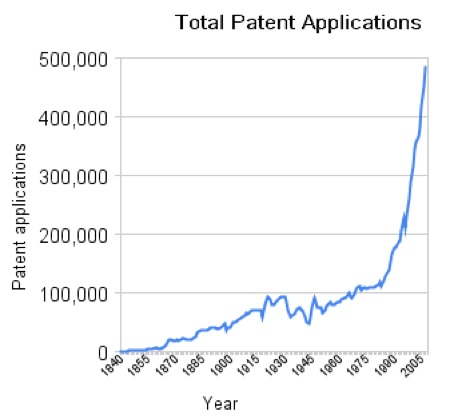 Total Patent Applications
500,000
400,000
300,000
200,000
100,000
0
Patent applications
1840 1855 1870 1885 1900 1915 1930 1945 1960 1975 1990 2005
Year